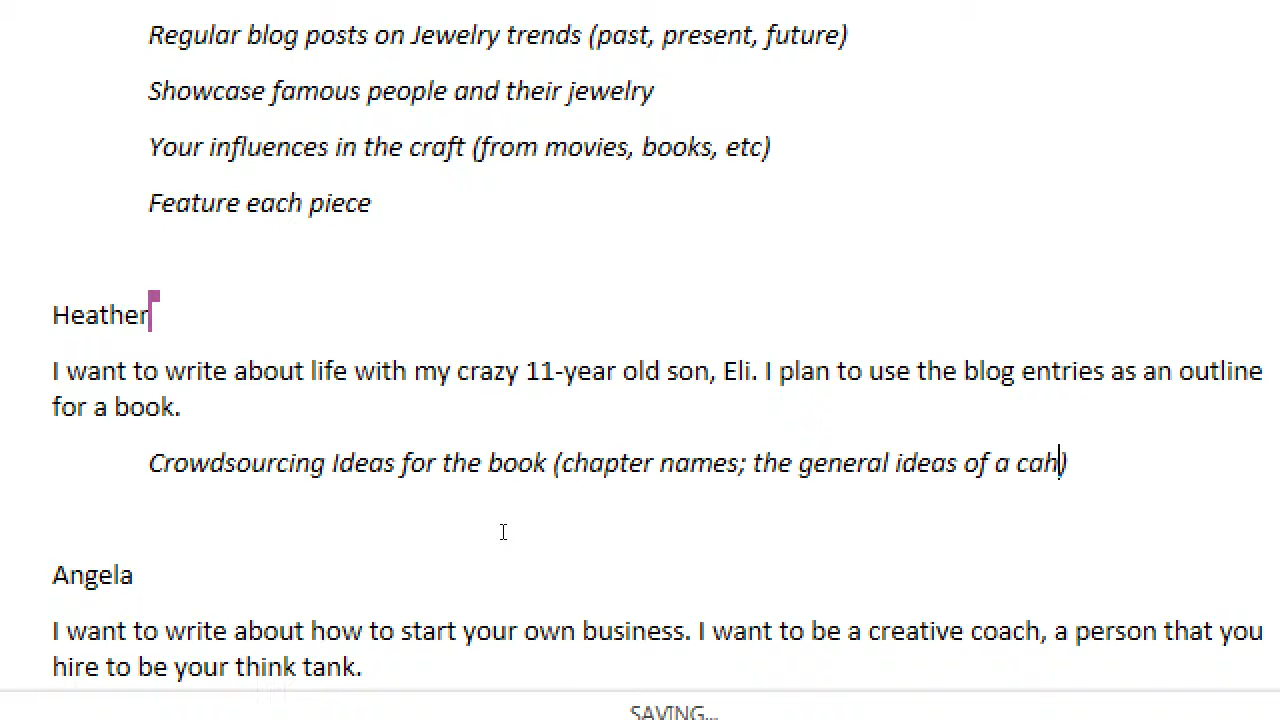 Regular blog posts on Jewelry trends (past, present, future)
Showcase famous people and their jewelry
Your influences in the craft (from movies, books, etc)
Feature each piece
Heather
I want to write about life with my crazy 11-year old son, Eli. I plan to use the blog entries as an outline
for a book.
Crowdsourcing Ideas for the book (chapter names; the general ideas of a cah)
Angela
I want to write about how to start your own business. I want to be a creative coach, a person that you
hire to be your think tank.
SAVING...